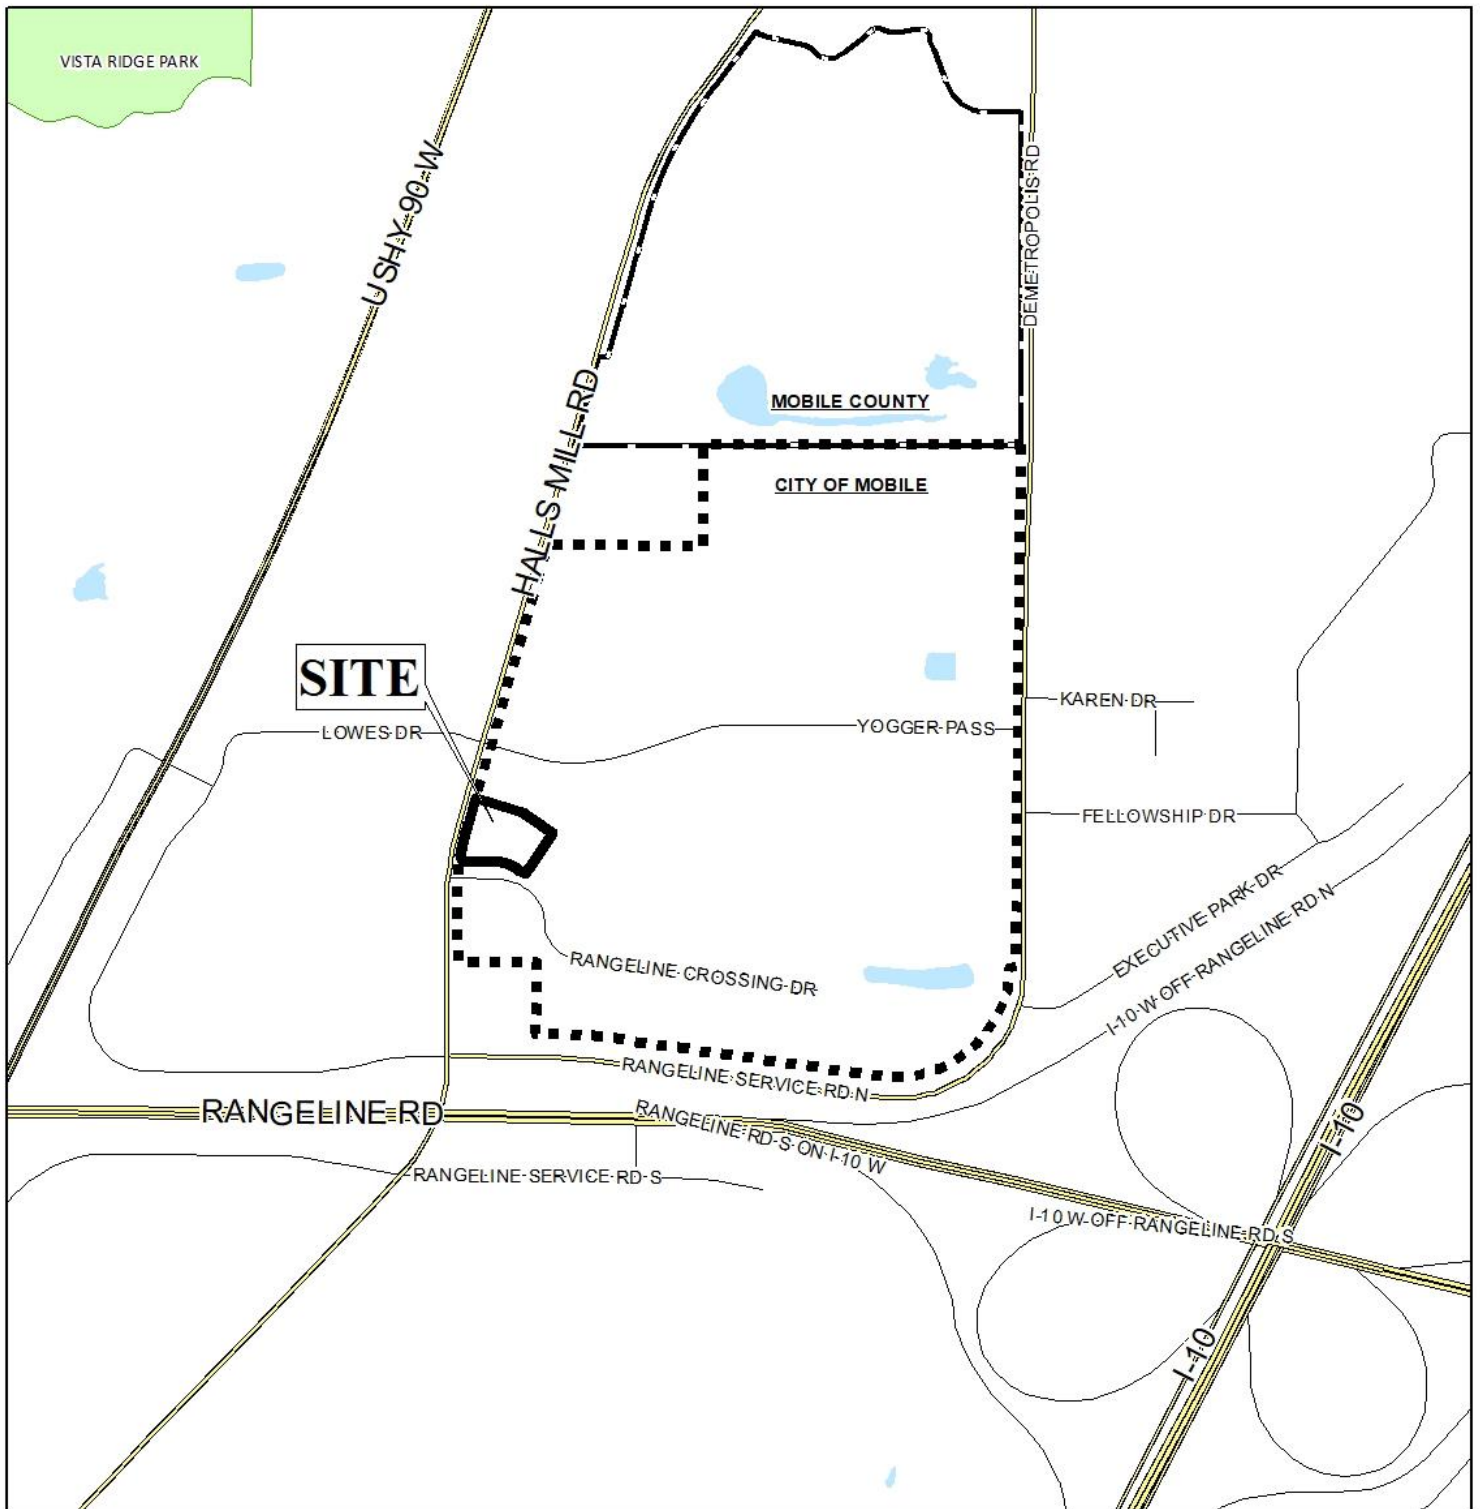 VISTA RIDGE PARK
US HY 90 W
DEMETROPOLIS RD
HALLS MILL RD
MOBILE COUNTY
CITY OF MOBILE
SITE
LOWES DR
YOGGER PASS
KAREN DR
FELLOWSHIP DR
EXECUTIVE PARK DR
I-10 W OFF RANGELINE RD N
RANGELINE CROSSING DR
RANGELINE SERVICE RD N
RANGELINE RD
RANGELINE RD S ON I-10 W
RANGELINE SERVICE RD S
I-10
I-10 W OFF RANGELINE RD S
I-10